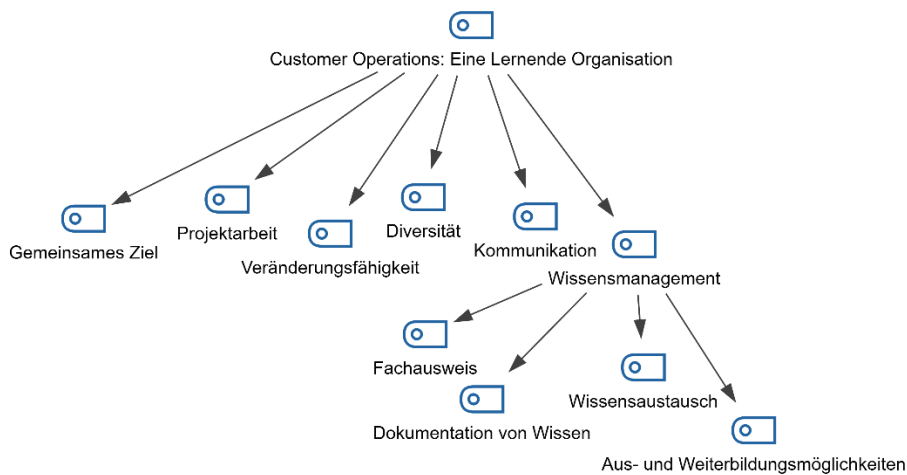 Customer Operations: Eine Lernende Organisation
Gemeinsames Ziel
Projektarbeit
Veränderungsfähigkeit
Diversität
Kommunikation
Wissensmanagement
Fachausweis
Dokumentation von Wissen
Wissensaustausch
Aus- und Weiterbildungsmöglichkeiten